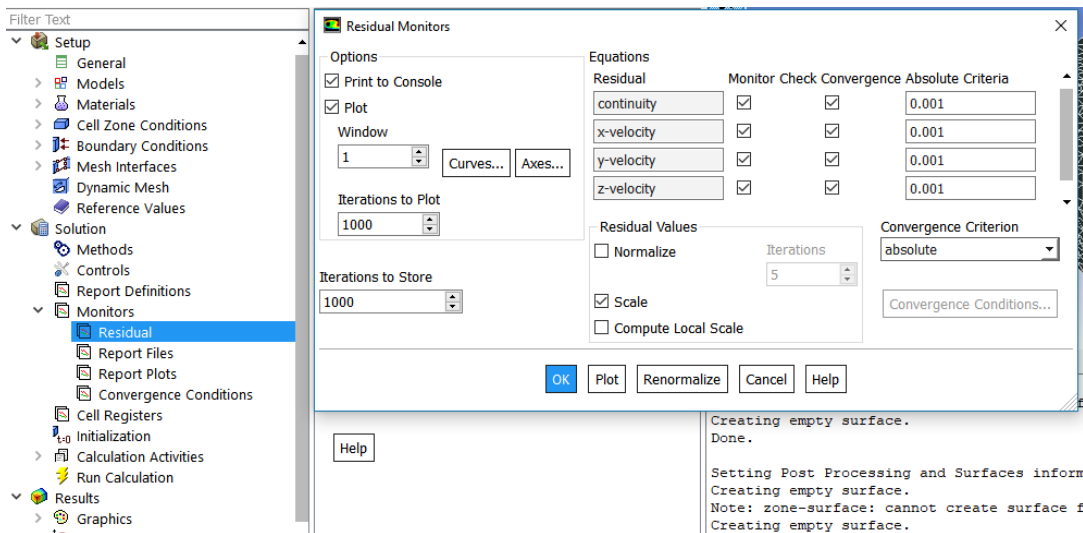 Filter Text
Setup
General
Models
Materials
Cell Zone Conditions
Boundary Conditions
Mesh Interfaces
Dynamic Mesh
Reference Values
Solution
Methods
Controls
Report Definitions
Monitors
Residual
Report Files
Report Plots
Convergence Conditions
Cell Registers
t=0 Initialization
Calculation Activities
Run Calculation
Results
Graphics
Residual Monitors
Options
Print to Console
Plot
Window
1
Curves... Axes...
Iterations to Plot
1000
Iterations to Store
1000
Equations
Residual Monitor Check Convergence Absolute Criteria
continuity 0.001
x-velocity 0.001
y-velocity 0.001
z-velocity 0.001
Residual Values
Normalize
Iterations
5
Scale
Compute Local Scale
Convergence Criterion
absolute
Convergence Conditions...
OK Plot Renormalize Cancel Help
Help
Creating empty surface.
Done.
Setting Post Processing and Surfaces inform
Creating empty surface.
Note: zone-surface: cannot create surface f
Creating empty surface.